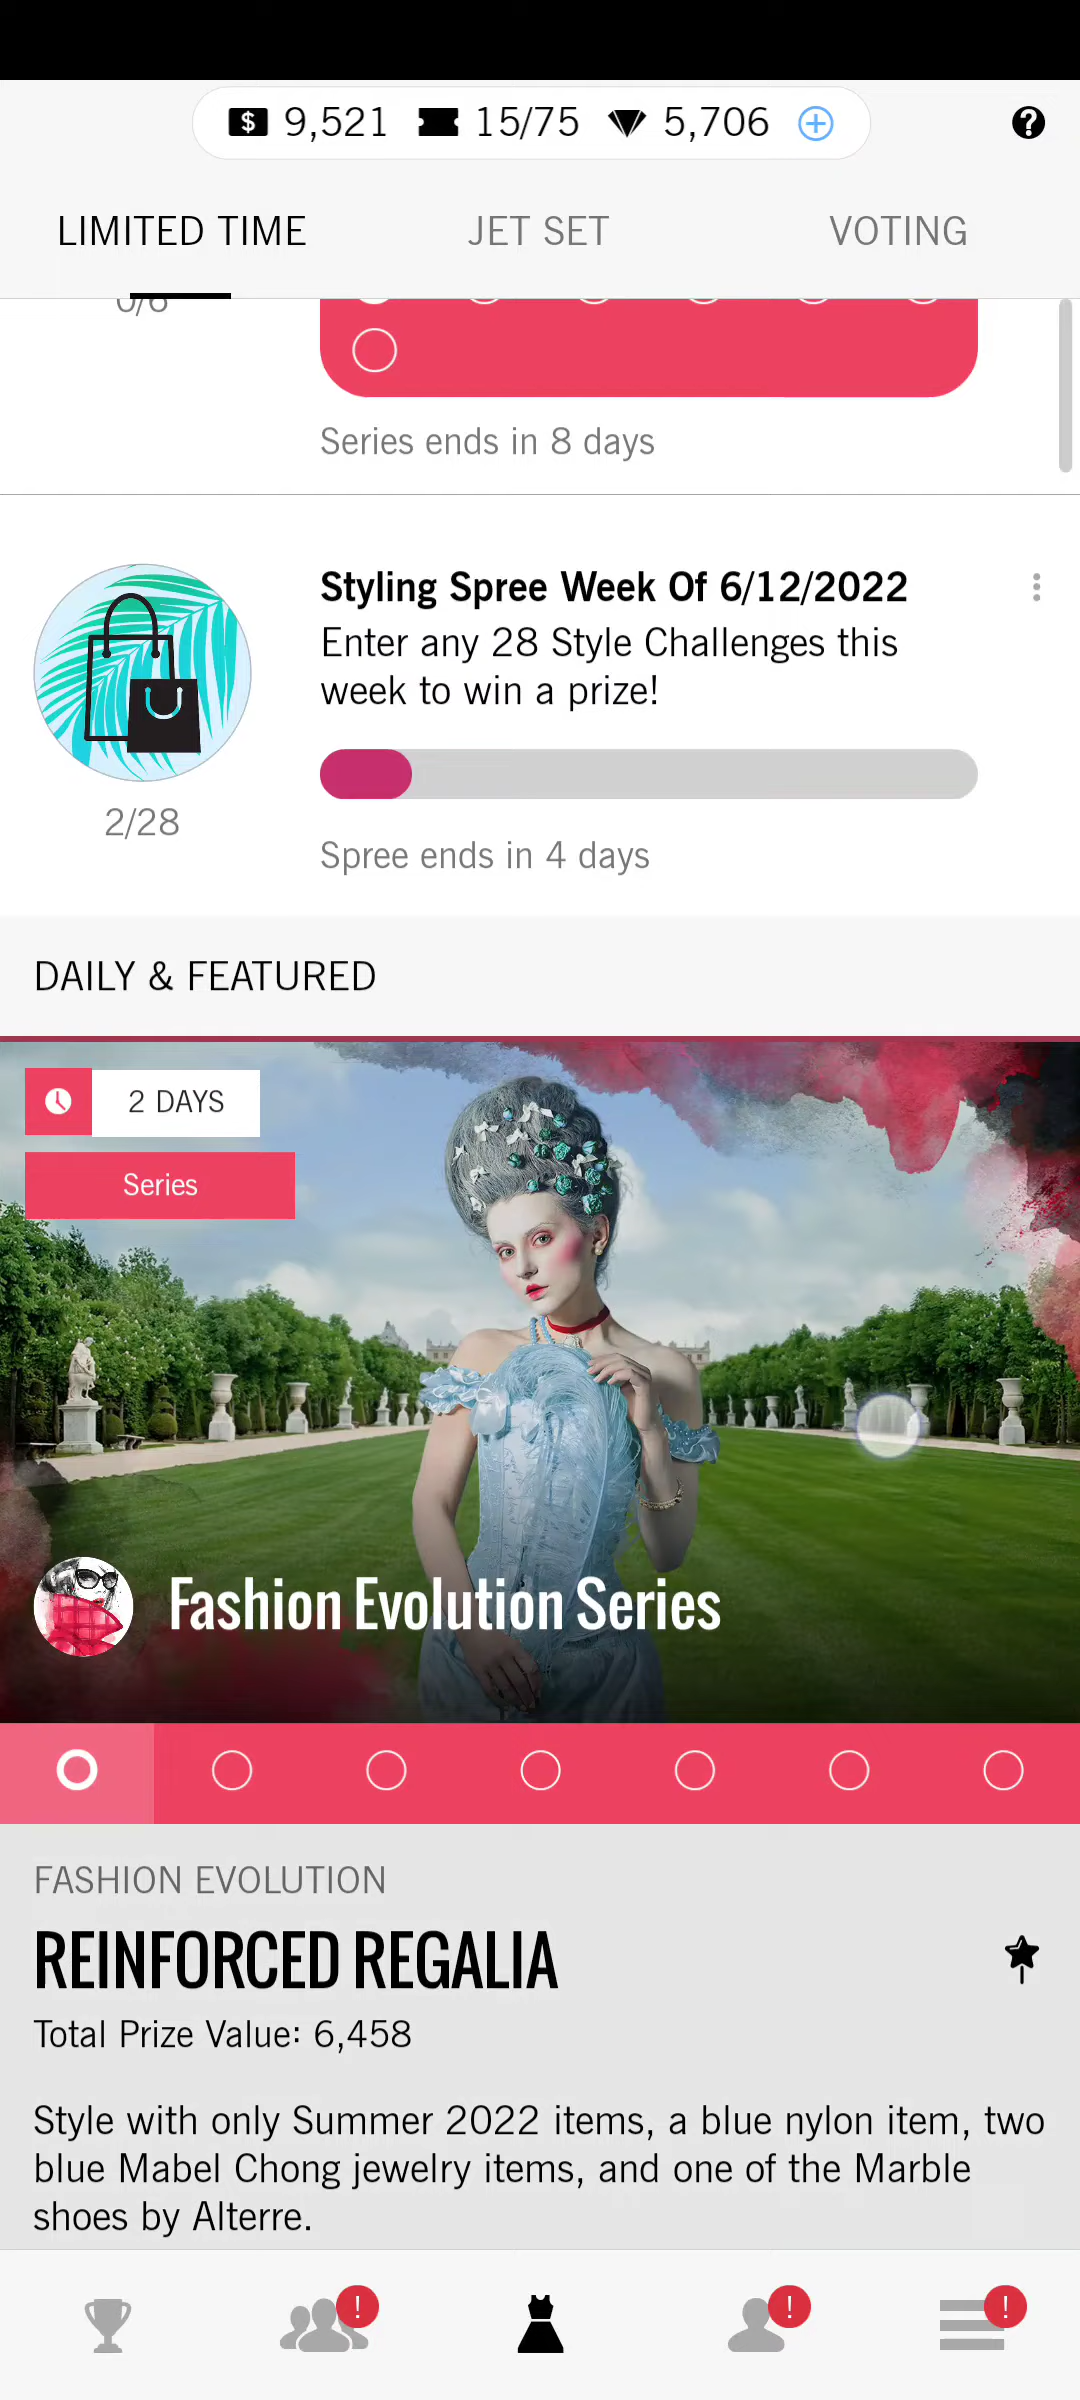 $ 9,521 15/75 5,706
LIMITED TIME JET SET VOTING
0/6
Series ends in 8 days
Styling Spree Week Of 6/12/2022
Enter any 28 Style Challenges this
week to win a prize!
2/28
Spree ends in 4 days
DAILY & FEATURED
2 DAYS
Series
Fashion Evolution Series
FASHION EVOLUTION
REINFORCED REGALIA
Total Prize Value: 6,458
Style with only Summer 2022 items, a blue nylon item, two
blue Mabel Chong jewelry items, and one of the Marble
shoes by Alterre.